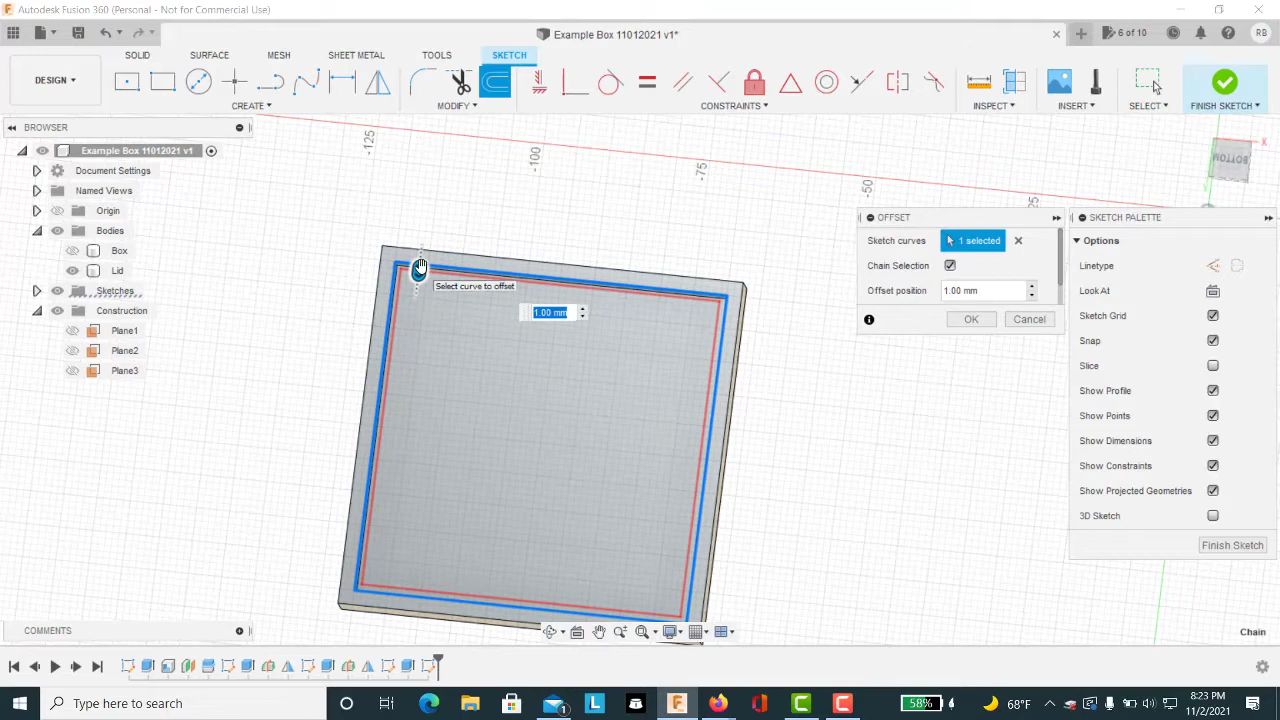 Autodesk Fusion 360 (Personal - Not for Commercial Use)
Example Box 11012021 v1*
6 of 10
RB
DESIGN
SOLID
SURFACE
MESH
SHEET METAL
TOOLS
SKETCH
CREATE
MODIFY
CONSTRAINTS
INSPECT
INSERT
SELECT
FINISH SKETCH
BROWSER
Example Box 11012021 v1
Document Settings
Named Views
Origin
Bodies
Box
Lid
Sketches
Construction
Plane1
Plane2
Plane3
-125
-100
-75
-50
25
BOTTOM
X
Select curve to offset
1.00 mm
OFFSET
Sketch curves
1 selected
Chain Selection
Offset position
1.00 mm
OK
Cancel
SKETCH PALETTE
Options
Linetype
Look At
Sketch Grid
Snap
Slice
Show Profile
Show Points
Show Dimensions
Show Constraints
Show Projected Geometries
3D Sketch
Finish Sketch
COMMENTS
Chain
Type here to search
58%
68°F
8:23 PM
11/2/2021